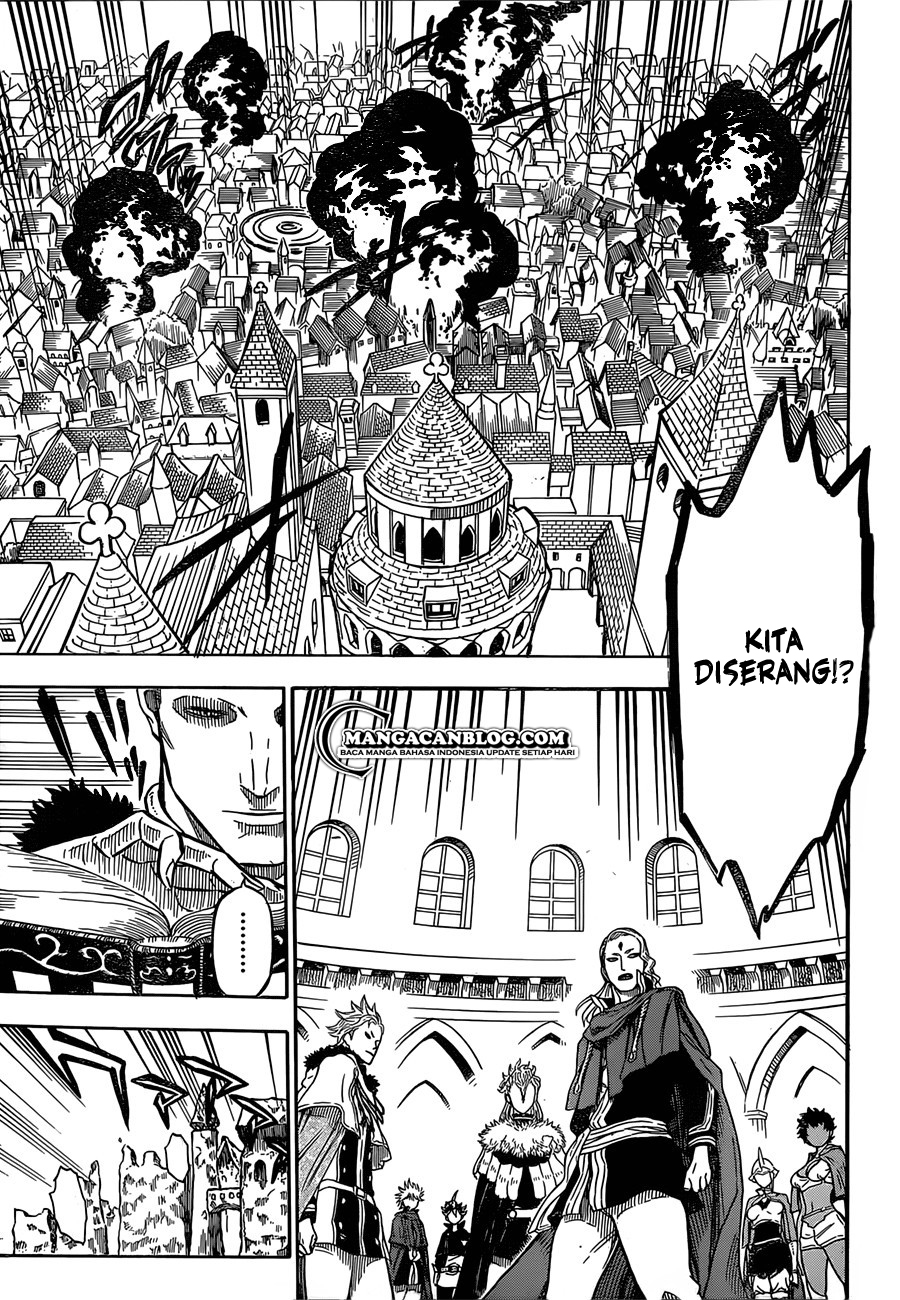 KITA
DISERANG!?
MANGACANBLOG.COM
BACA MANGA BAHASA INDONESIA UPDATE SETIAP HARI
.........